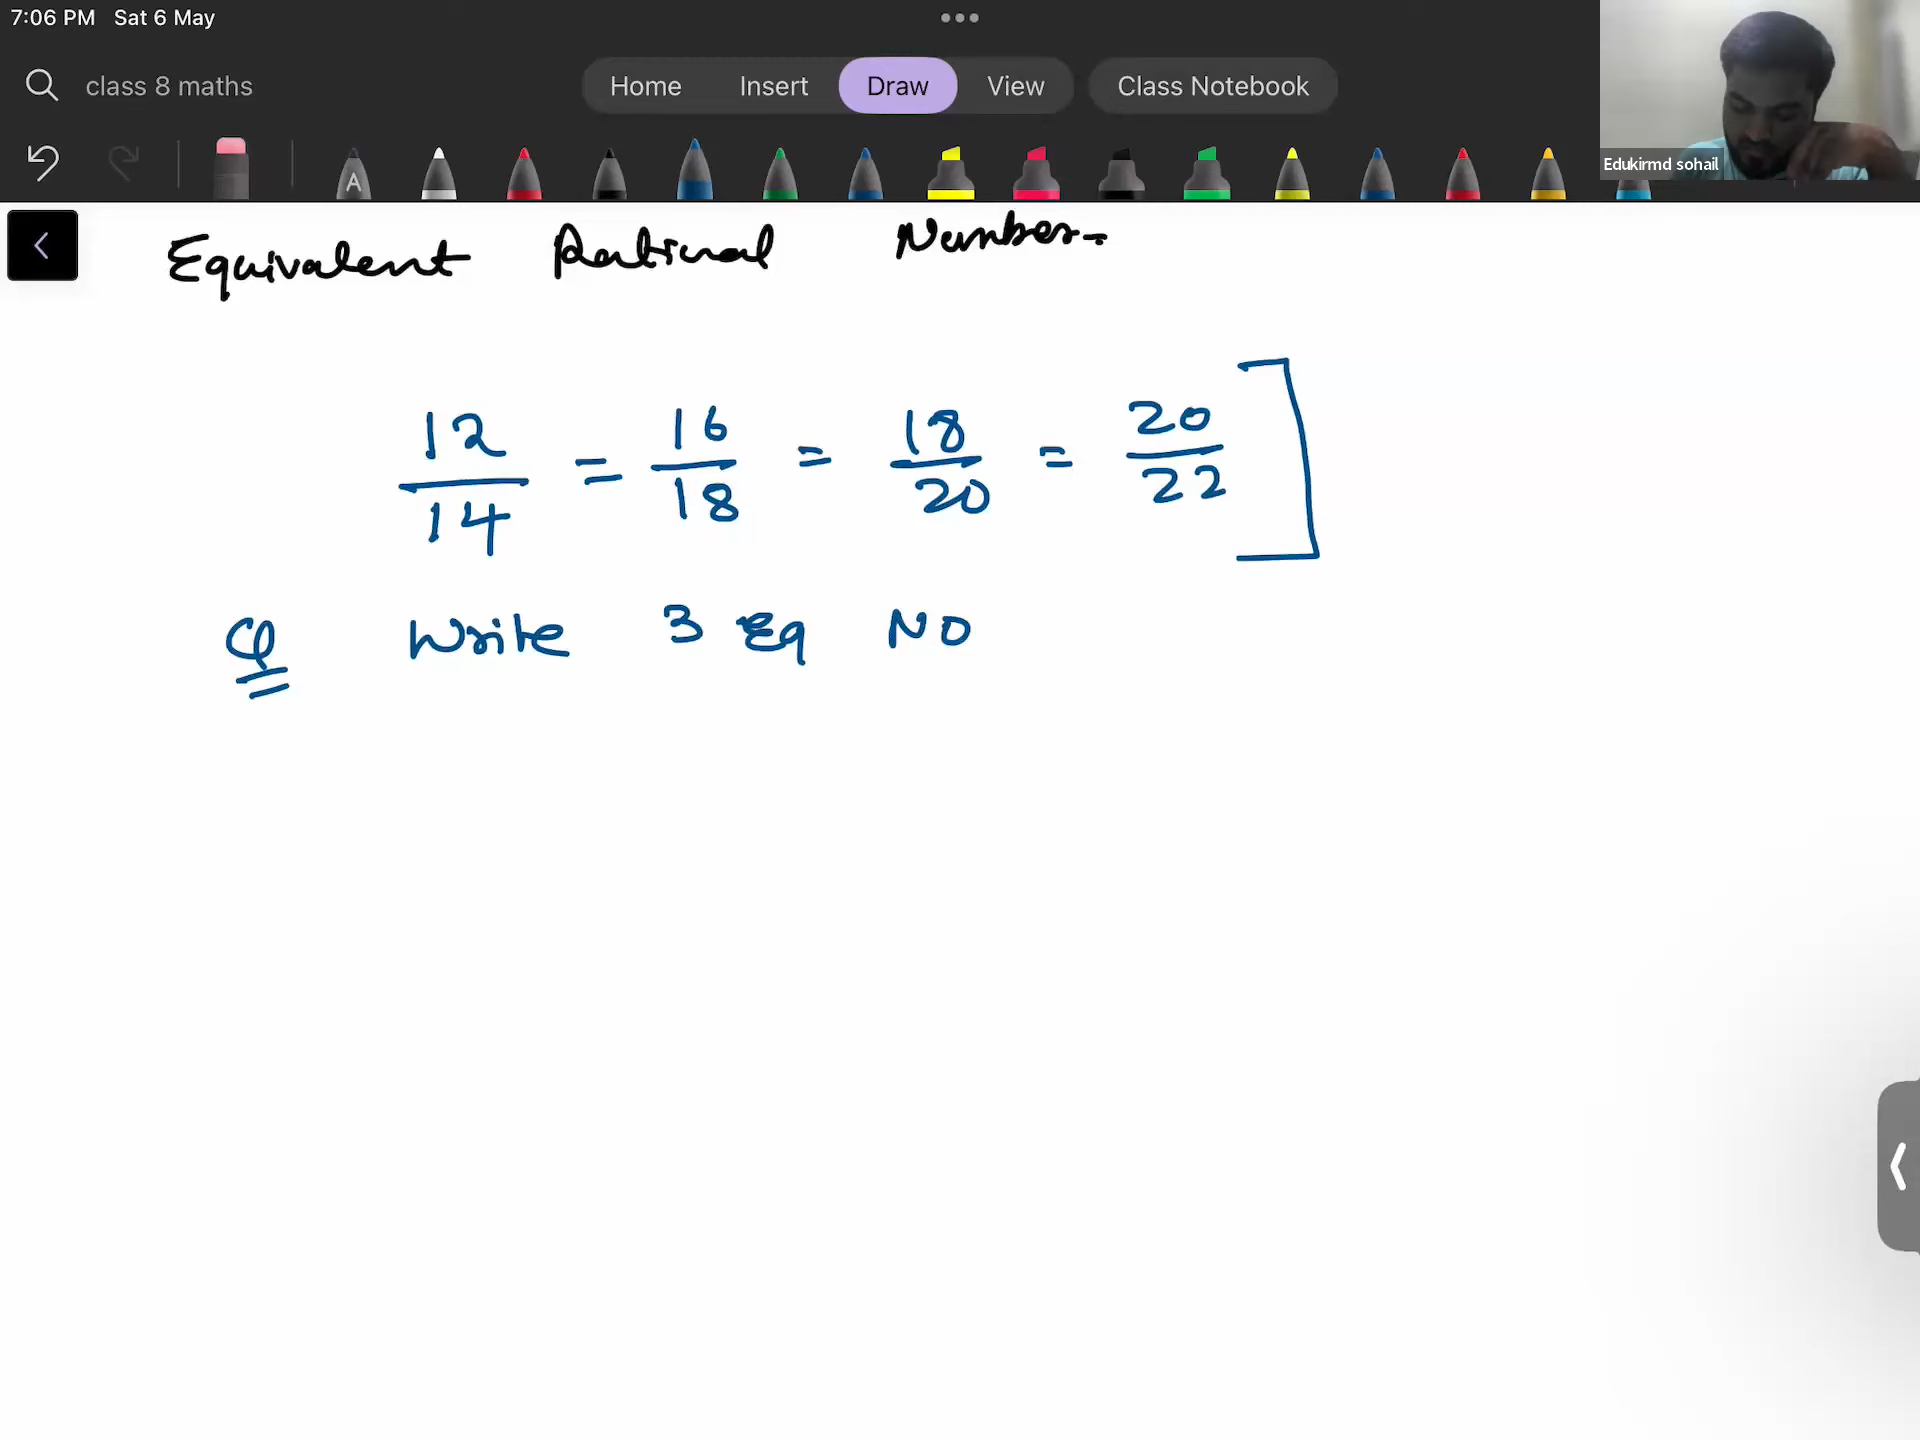 7:06 PM Sat 6 May
class 8 maths
Home Insert Draw View Class Notebook
A
Edukirmd sohail
Equivalent Rational Number-
12/14 = 16/18 = 18/20 = 20/22 ]
Q Write 3 Eq NO